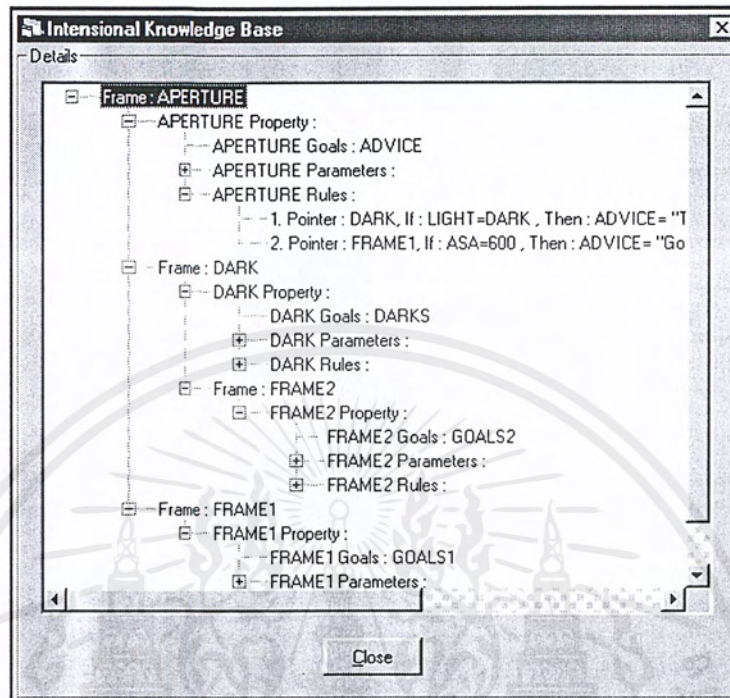 Intensional Knowledge Base
Details
Frame : APERTURE
APERTURE Property :
APERTURE Goals : ADVICE
APERTURE Parameters :
APERTURE Rules :
1. Pointer : DARK, If : LIGHT=DARK , Then : ADVICE= "T
2. Pointer : FRAME1, If : ASA=600 , Then : ADVICE= "Go
Frame : DARK
DARK Property :
DARK Goals : DARKS
DARK Parameters :
DARK Rules :
Frame : FRAME2
FRAME2 Property :
FRAME2 Goals : GOALS2
FRAME2 Parameters :
FRAME2 Rules :
Frame : FRAME1
FRAME1 Property :
FRAME1 Goals : GOALS1
FRAME1 Parameters :
Close